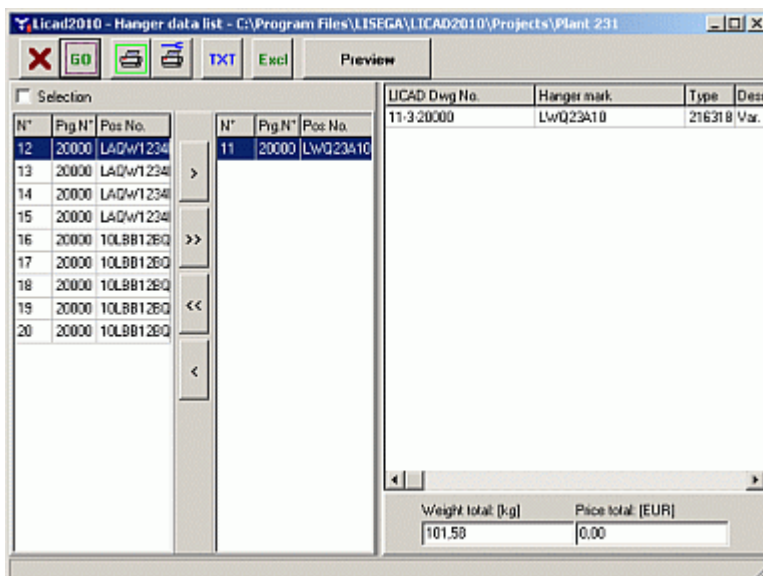 Licad2010 - Hanger data list - C:\Program Files\LISEGA\LICAD2010\Projects\Plant 231
GO TXT Excl Preview
Selection
N° Prg.N° Pos No.
12 20000 LAQW1234
13 20000 LAQW1234
14 20000 LAQW1234
15 20000 LAQW1234
16 20000 10LBB12BQ
17 20000 10LBB12BQ
18 20000 10LBB12BQ
19 20000 10LBB12BQ
20 20000 10LBB12BQ
>
>>
<<
<
N° Prg.N° Pos No.
11 20000 LWQ23A10
LICAD Dwg No. Hanger mark Type Des
11-3-20000 LWQ23A10 216318 Var.
Weight total: [kg] Price total: [EUR]
101.58 0.00